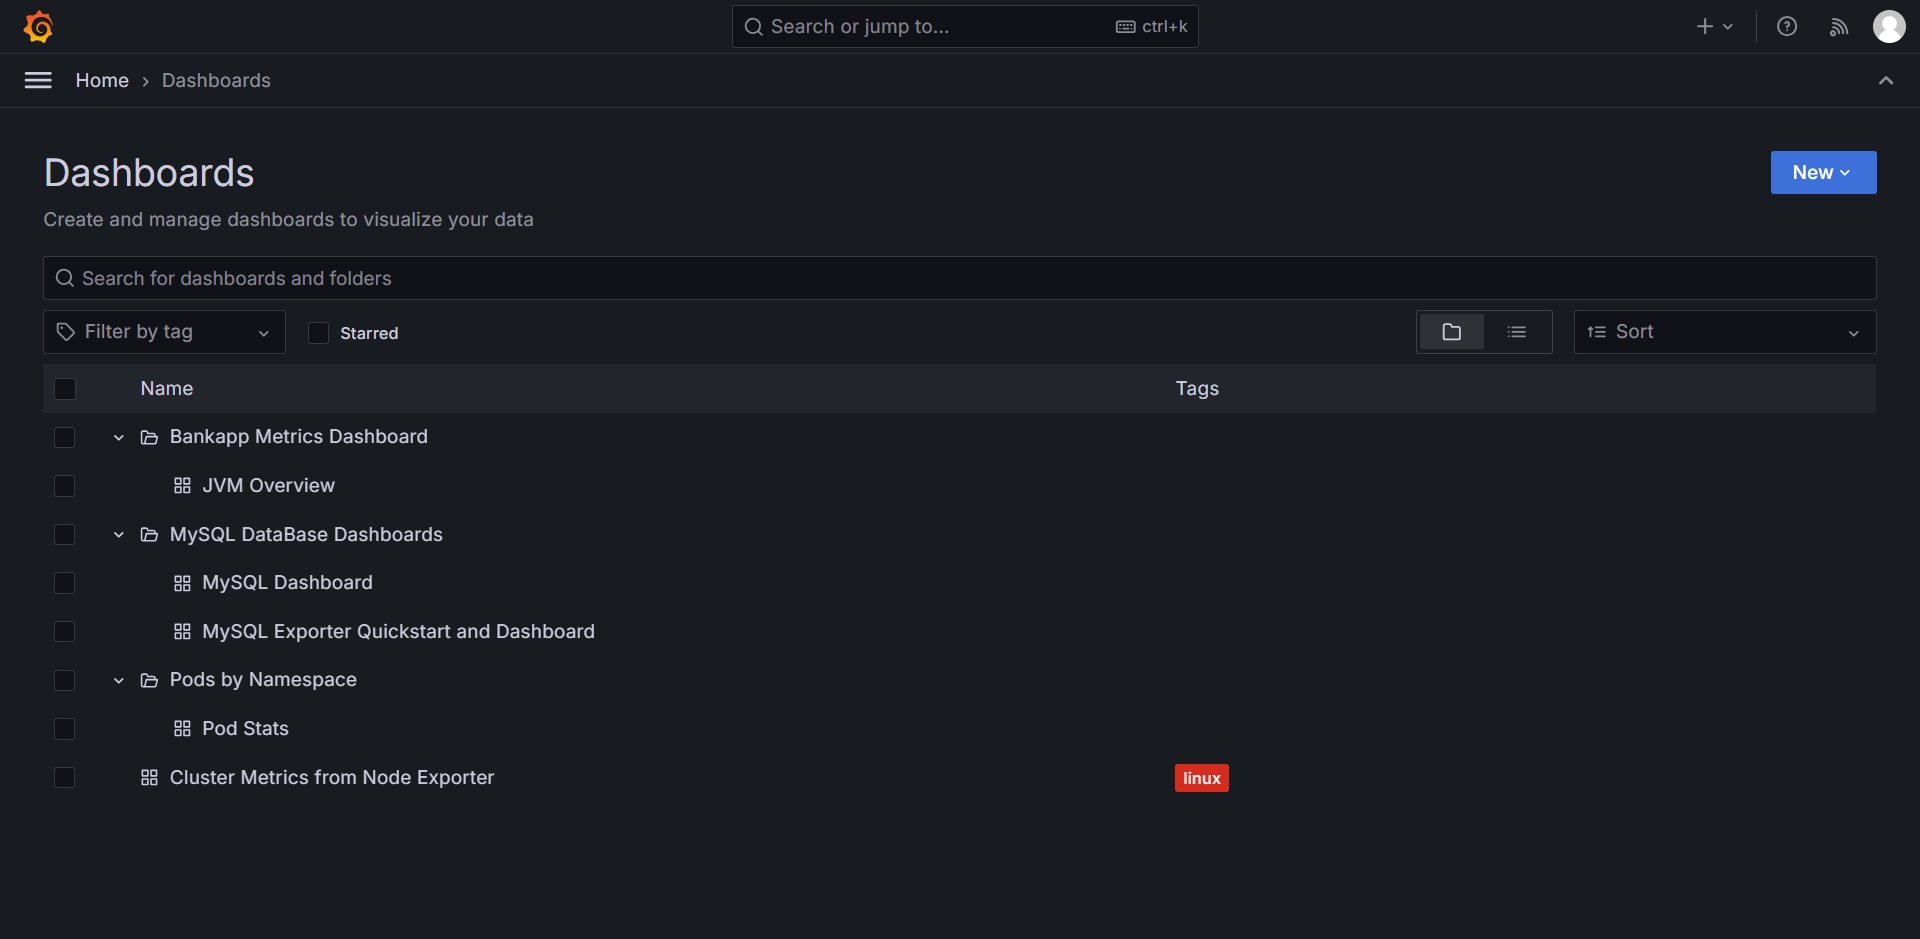 Search or jump to... ctrl+k
Home › Dashboards
Dashboards
New
Create and manage dashboards to visualize your data
Search for dashboards and folders
Filter by tag Starred Sort
Name Tags
Bankapp Metrics Dashboard
JVM Overview
MySQL DataBase Dashboards
MySQL Dashboard
MySQL Exporter Quickstart and Dashboard
Pods by Namespace
Pod Stats
Cluster Metrics from Node Exporter linux